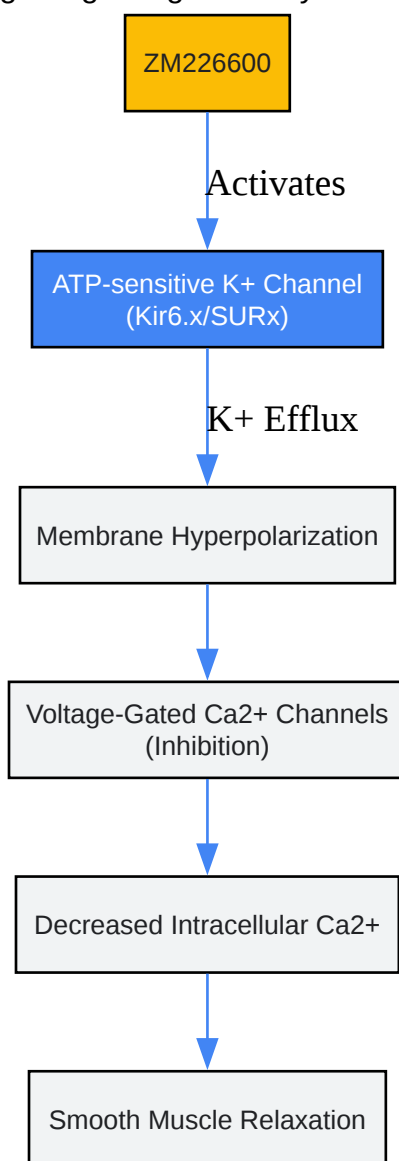 ZM226600
Activates
ATP-sensitive K+ Channel
(Kir6.x/SURx)
K+ Efflux
Membrane Hyperpolarization
Voltage-Gated Ca2+ Channels
(Inhibition)
Decreased Intracellular Ca2+
Smooth Muscle Relaxation